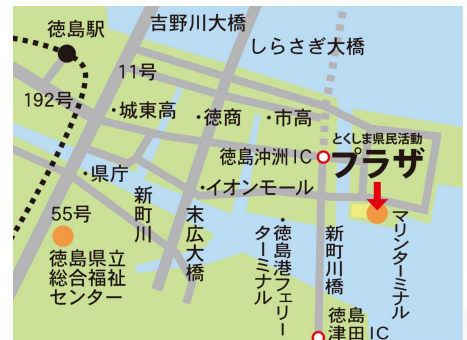 徳島駅
吉野川大橋
しらさぎ大橋
11号
192号
・城東高
・徳商
・市高
とくしま県民活動
プラザ
徳島沖洲IC
・県庁
・イオンモール
新町川
末広大橋
・徳島港フェリー
ターミナル
新町川橋
マリンターミナル
55号
徳島県立
総合福祉
センター
徳島
津田IC